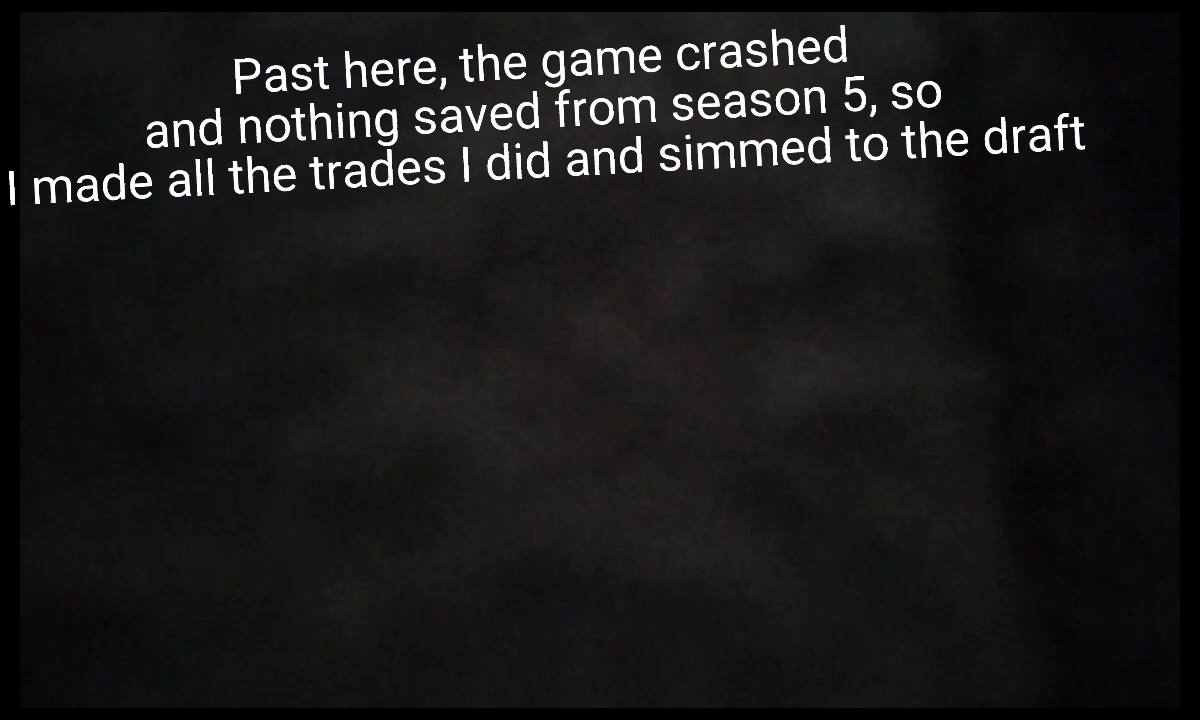 Past here, the game crashed
and nothing saved from season 5, so
I made all the trades I did and simmed to the draft